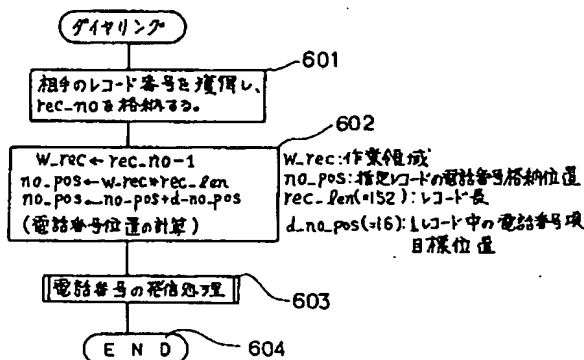 ダイヤリング
601
相手のレコード番号を獲得し、
rec_noを格納する。
602
w_rec←rec_no-1
no_pos←w_rec*rec_len
no_pos←no_pos+d-no_pos
(電話番号位置の計算)
w_rec:作業領域
no_pos:指定レコードの電話番号格納位置
rec_len(=152):レコード長
d_no_pos(=16):1レコード中の電話番号項
目標位置
電話番号の発信処理
603
END
604